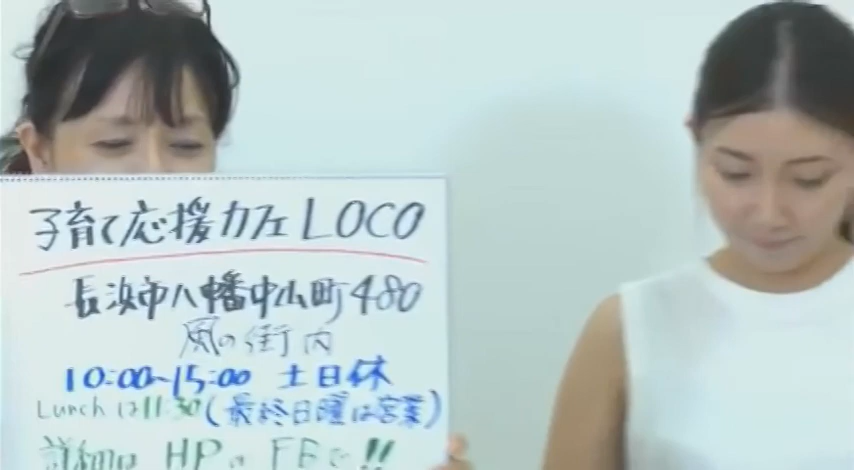 子育て応援カフェLOCO
長浜市八幡中山町480
風の街内
10:00~15:00 土日休
Lunchは11:30(最終日曜は営業)
詳細は HPや FBで!!